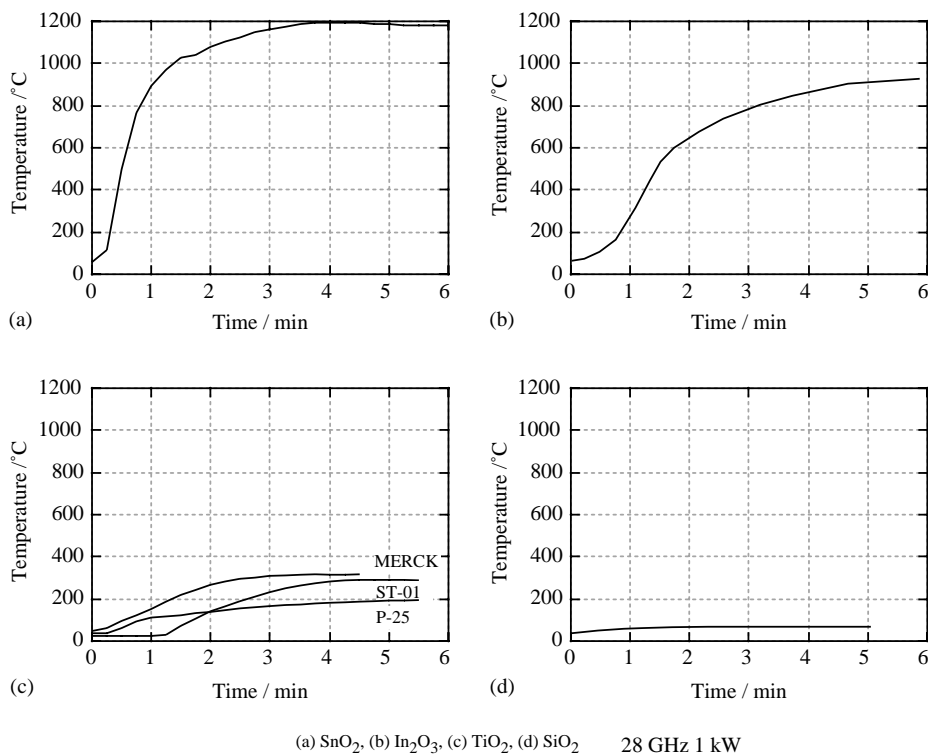 1200
1000
800
600
400
200
0
Temperature /°C
0 1 2 3 4 5 6
Time / min
(a)
1200
1000
800
600
400
200
0
Temperature /°C
0 1 2 3 4 5 6
Time / min
(b)
1200
1000
800
600
400
200
0
Temperature /°C
MERCK
ST-01
P-25
0 1 2 3 4 5 6
Time / min
(c)
1200
1000
800
600
400
200
0
Temperature /°C
0 1 2 3 4 5 6
Time / min
(d)
(a) SnO₂, (b) In₂O₃, (c) TiO₂, (d) SiO₂ 28 GHz 1 kW